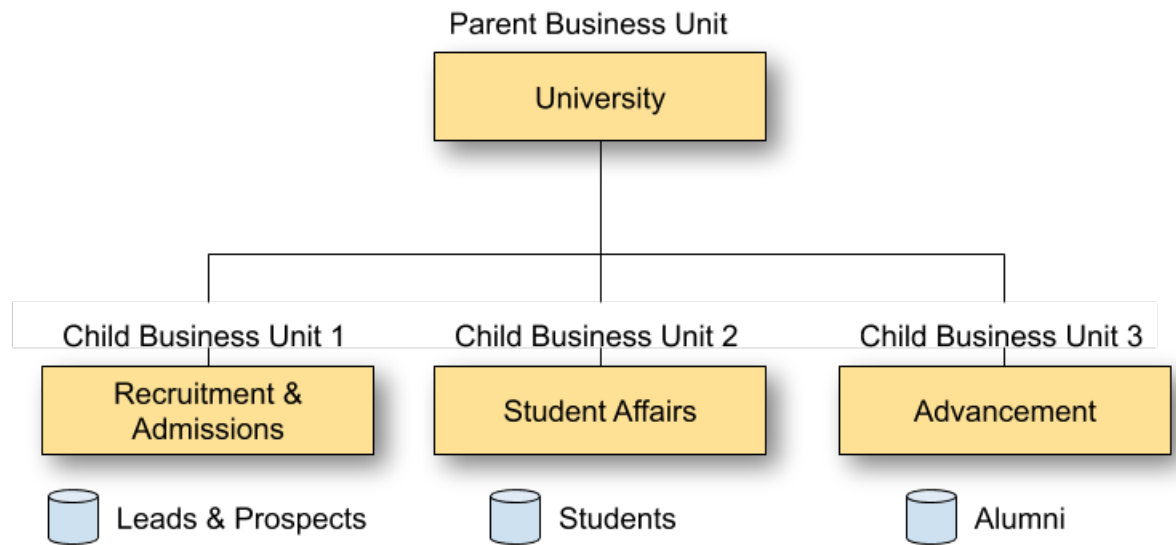 Parent Business Unit
University
Child Business Unit 1
Child Business Unit 2
Child Business Unit 3
Recruitment &
Admissions
Student Affairs
Advancement
Leads & Prospects
Students
Alumni